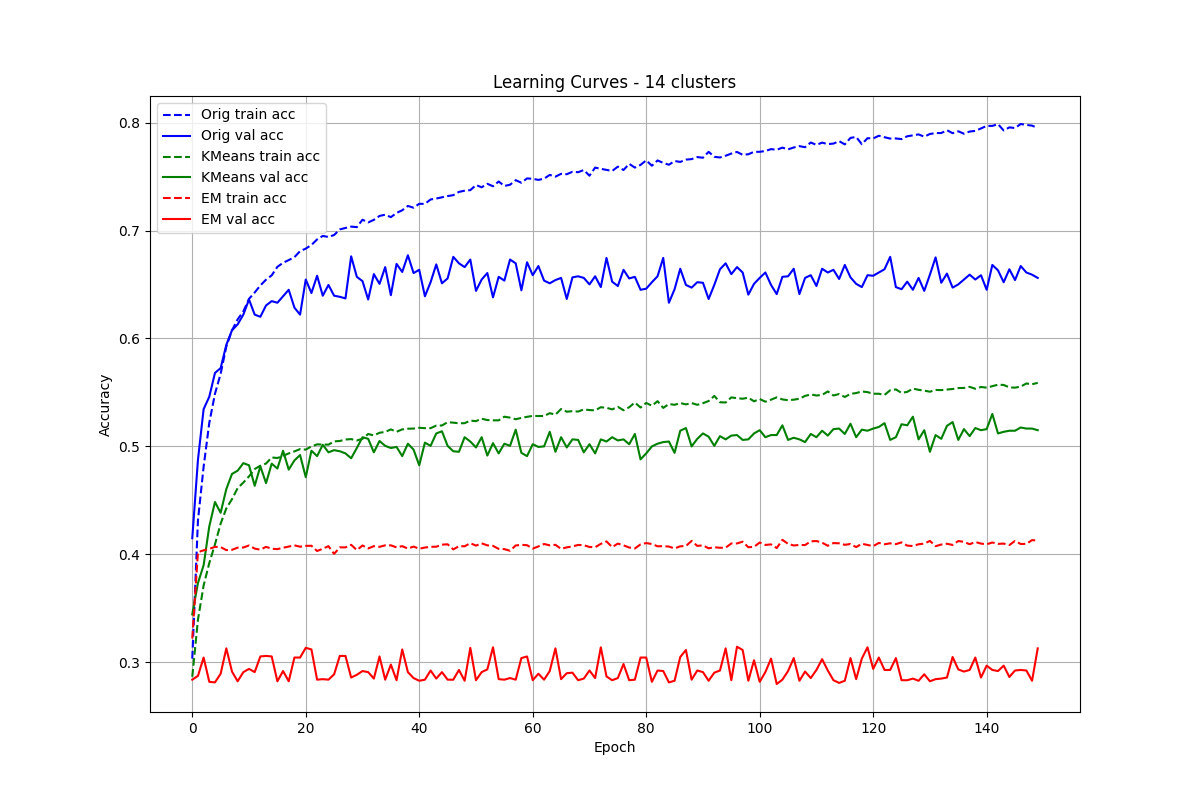 Learning Curves - 14 clusters
Orig train acc
Orig val acc
KMeans train acc
KMeans val acc
EM train acc
EM val acc
Accuracy
0.8
0.7
0.6
0.5
0.4
0.3
0
20
40
60
80
100
120
140
Epoch